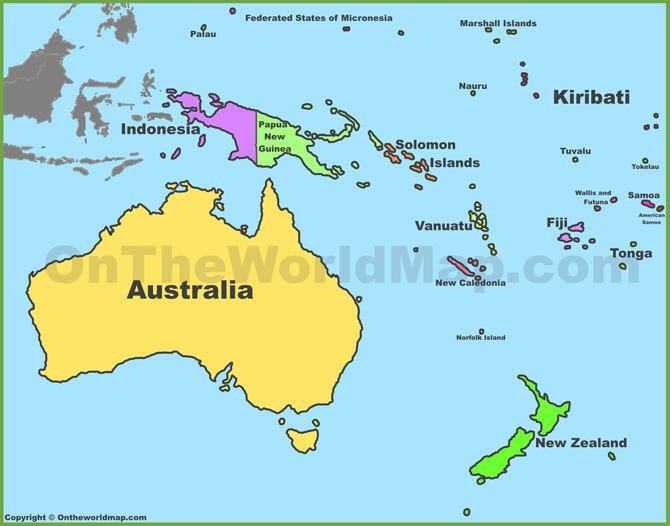 Federated States of Micronesia
Marshall Islands
Palau
Nauru
Kiribati
Indonesia
Papua
New
Guinea
Solomon
Islands
Tuvalu
Tokelau
Wallis and
Futuna
Samoa
American
Samoa
Vanuatu
Fiji
Tonga
OnTheWorldMap.com
Australia
New Caledonia
Norfolk Island
New Zealand
Copyright © Ontheworldmap.com